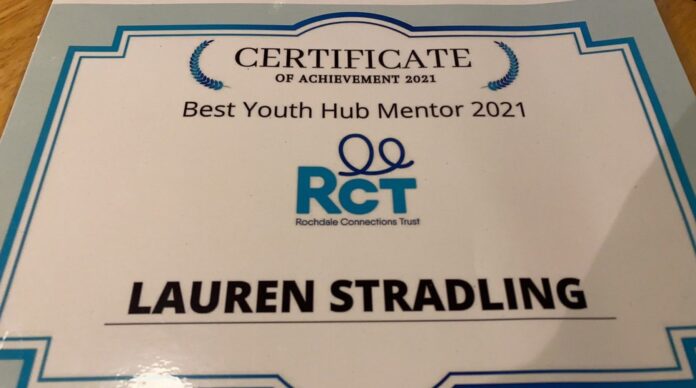 CERTIFICATE
OF ACHIEVEMENT 2021
Best Youth Hub Mentor 2021
RCT
Rochdale Connections Trust
LAUREN STRADLING